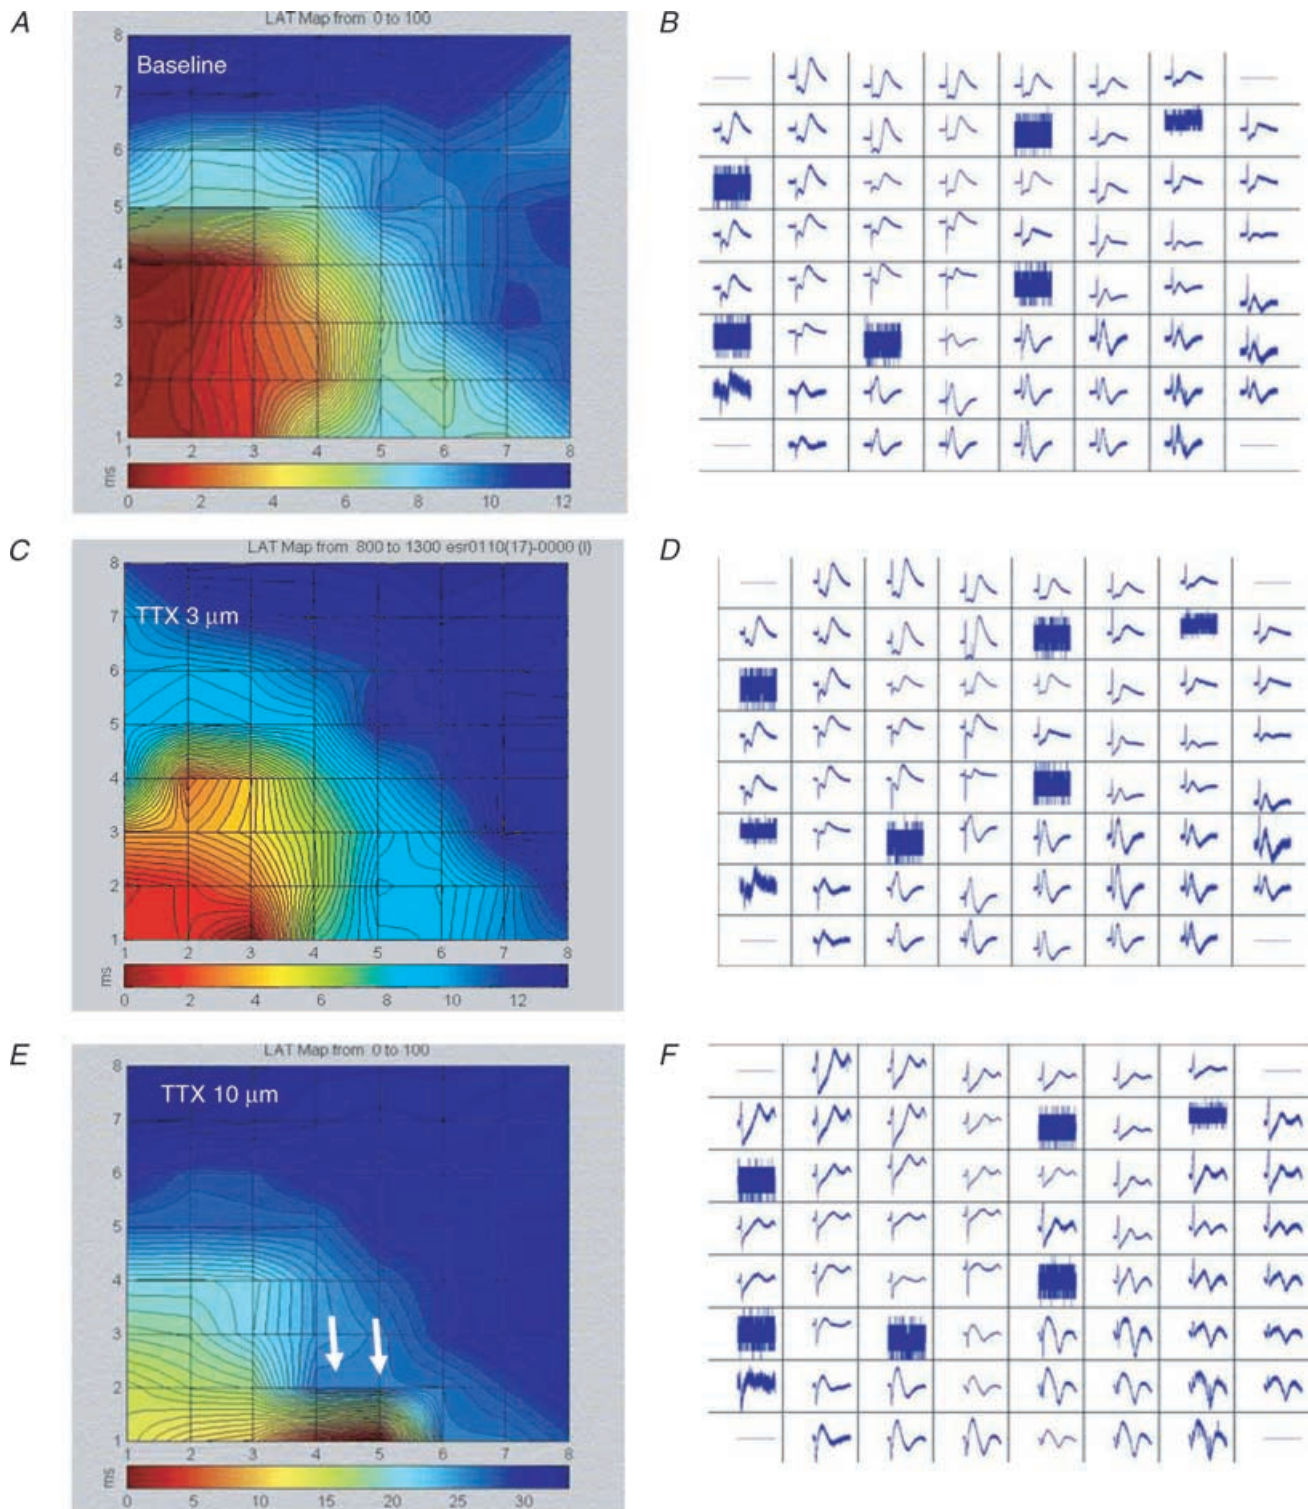 A
LAT Map from 0 to 100
B
Baseline
8
7
6
5
4
3
2
1
1 2 3 4 5 6 7 8
ms
0 2 4 6 8 10 12
C
LAT Map from 800 to 1300 esr0110(17)-0000 (I)
D
TTX 3 μm
8
7
6
5
4
3
2
1
2 3 4 5 6 7 8
ms
0 2 4 6 8 10 12
E
LAT Map from 0 to 100
F
TTX 10 μm
8
7
6
5
4
3
2
1
1 2 3 4 5 6 7 8
ms
0 5 10 15 20 25 30